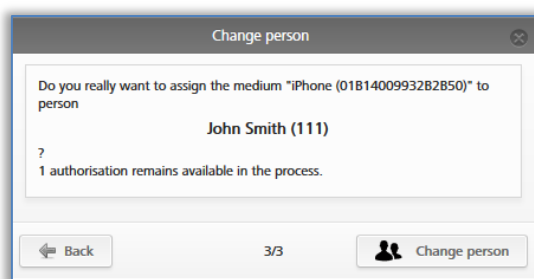 Change person
Do you really want to assign the medium "iPhone (01B14009932B2B50)" to
person
John Smith (111)
?
1 authorisation remains available in the process.
Back
3/3
Change person